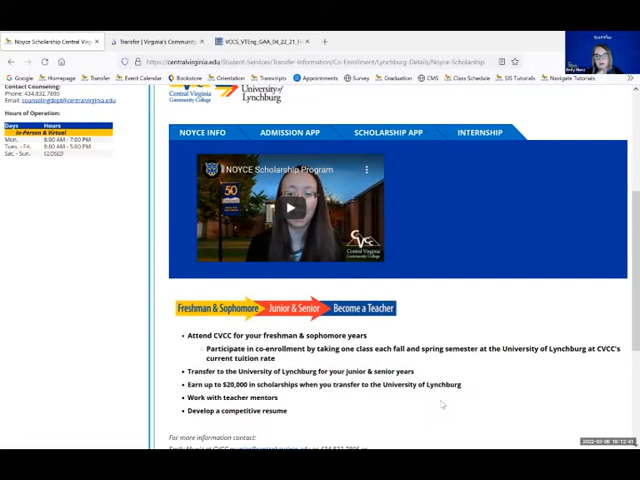 Noyce Scholarship Central Virg
Transfer | Virginia's Community
VCCS_VTEng_GAA_04_22_21_F
https://centralvirginia.edu/Student-Services/Transfer-Information/Co-Enrollment/Lynchburg-Details/Noyce-Scholarship
Google Homepage Transfer Event Calendar Bookstore Orientation Transcripts Appointments Survey Graduation CMS Class Schedule SIS Tutorials Navigate Tutorials
Contact Counseling:
Phone: 434.832.7800
Email: counselingdept@centralvirginia.edu
Hours of Operation:
Days Hours
In-Person & Virtual
Mon. 8:00 AM - 7:00 PM
Tues. - Fri. 8:00 AM - 5:00 PM
Sat. - Sun. CLOSED
Central Virginia
Community College
University of
Lynchburg
NOYCE INFO ADMISSION APP SCHOLARSHIP APP INTERNSHIP
NOYCE Scholarship Program
50
CVCC
Central Virginia
Community College
Freshman & Sophomore Junior & Senior Become a Teacher
Attend CVCC for your freshman & sophomore years
Participate in co-enrollment by taking one class each fall and spring semester at the University of Lynchburg at CVCC's
current tuition rate
Transfer to the University of Lynchburg for your junior & senior years
Earn up to $20,000 in scholarships when you transfer to the University of Lynchburg
Work with teacher mentors
Develop a competitive resume
For more information contact: